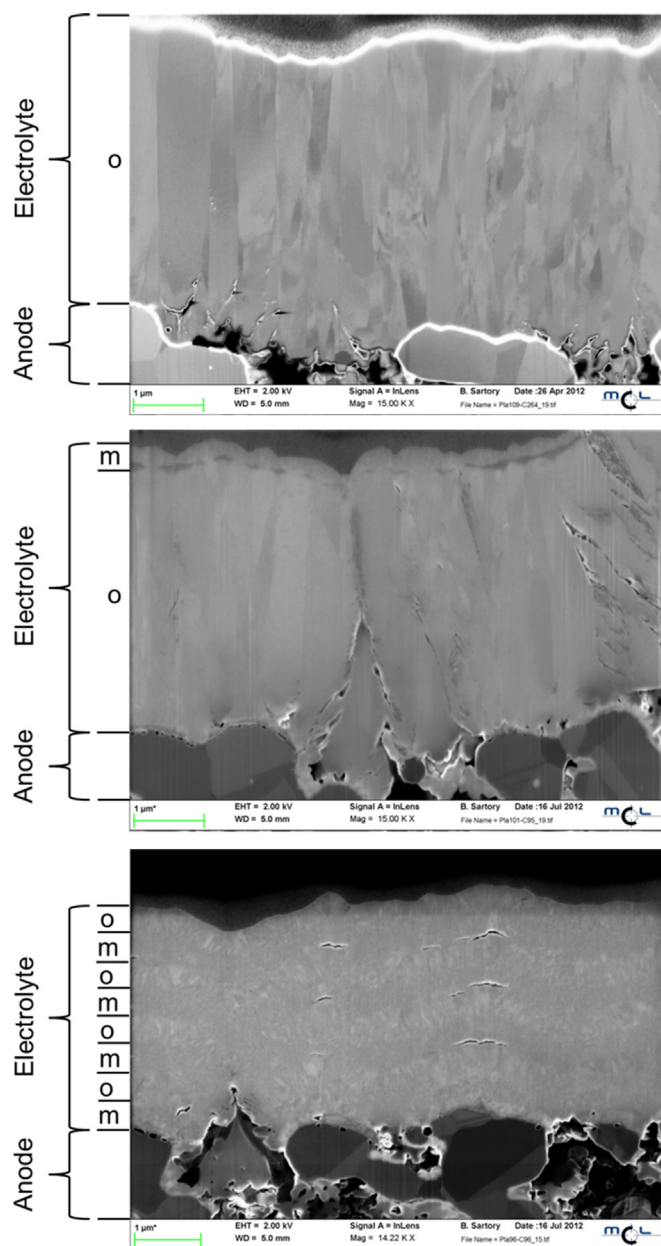 Electrolyte
o
Anode
1 µm
EHT = 2.00 kV
WD = 5.0 mm
Signal A = InLens
Mag = 15.00 K X
B. Sartory
Date :26 Apr 2012
File Name = Pla109-C264_19.tif
mCL
Electrolyte
m
o
Anode
1 µm*
EHT = 2.00 kV
WD = 5.0 mm
Signal A = InLens
Mag = 15.00 K X
B. Sartory
Date :16 Jul 2012
File Name = Pla101-C95_19.tif
mCL
Electrolyte
o
m
o
m
o
m
o
m
Anode
1 µm*
EHT = 2.00 kV
WD = 5.0 mm
Signal A = InLens
Mag = 14.22 K X
B. Sartory
Date :16 Jul 2012
File Name = Pla96-C96_15.tif
mCL